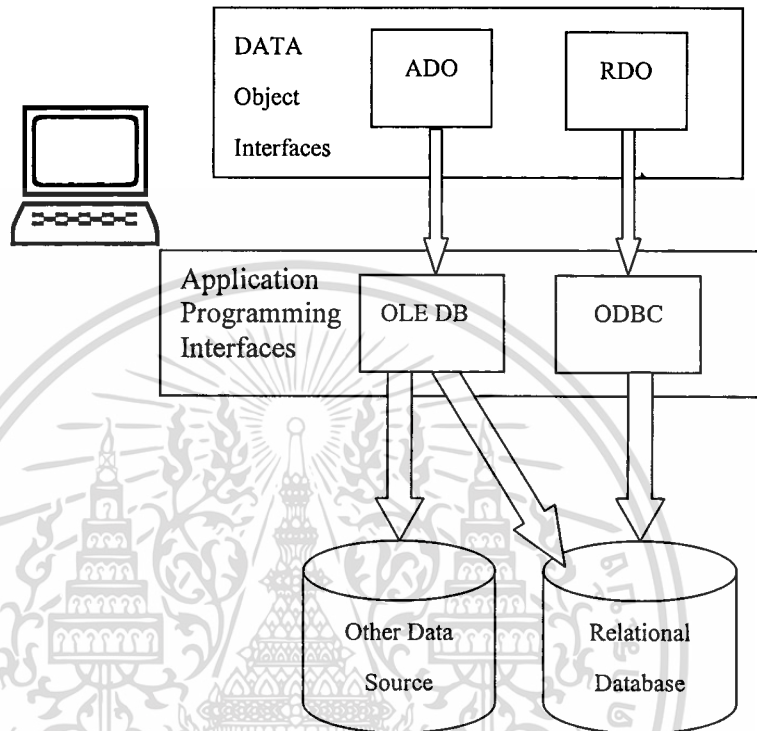 DATA
Object
Interfaces
ADO
RDO
Application
Programming
Interfaces
OLE DB
ODBC
Other Data
Source
Relational
Database